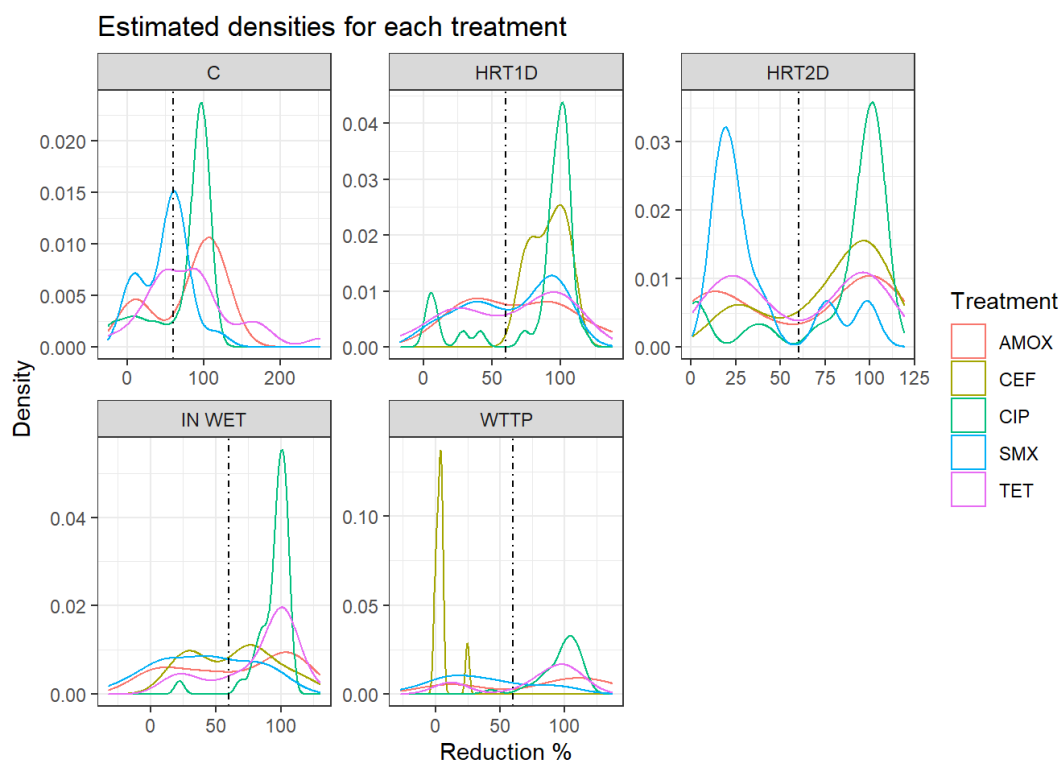 Estimated densities for each treatment
C
HRT1D
HRT2D
0.020
0.015
0.010
0.005
0.000
0 100 200
0.04
0.03
0.02
0.01
0.00
0 50 100
0.03
0.02
0.01
0.00
0 25 50 75 100 125
IN WET
WTTP
0.04
0.02
0.00
0 50 100
0.10
0.05
0.00
0 50 100
Density
Reduction %
Treatment
AMOX
CEF
CIP
SMX
TET